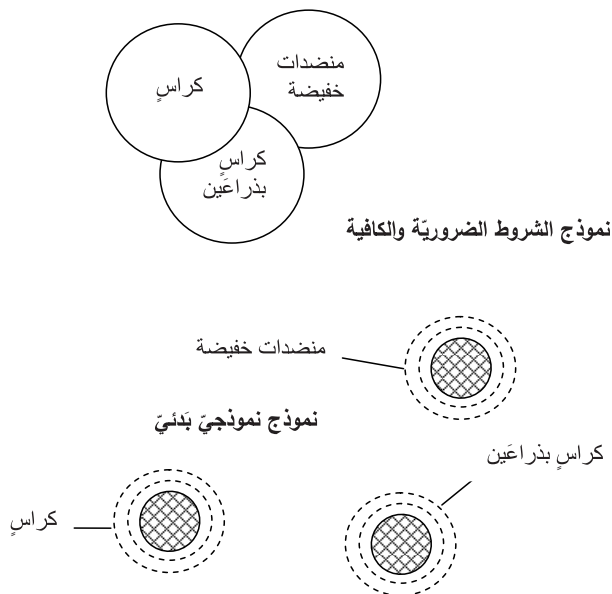 منضدات
خفيضة
كراسٍ
كراسٍ
بذراعَين
نموذج الشروط الضروريّة والكافية
منضدات خفيضة
نموذج نموذجيّ بَدئيّ
كراسٍ بذراعَين
كراسٍ